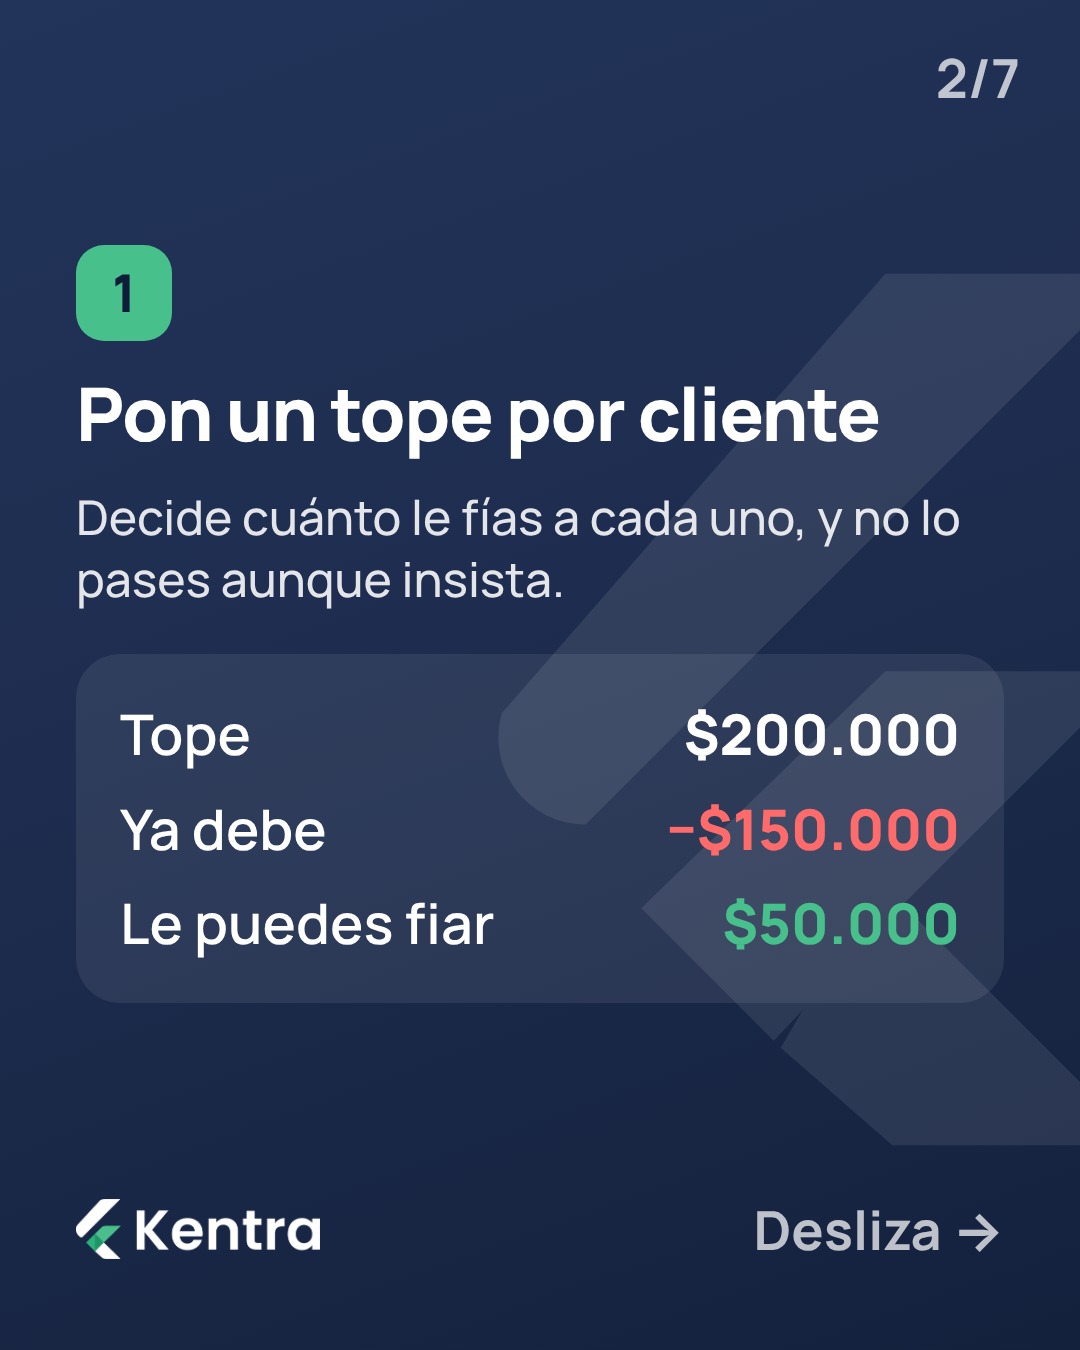 2/7
1
Pon un tope por cliente
Decide cuánto le fías a cada uno, y no lo
pases aunque insista.
Tope $200.000
Ya debe −$150.000
Le puedes fiar $50.000
Kentra
Desliza →